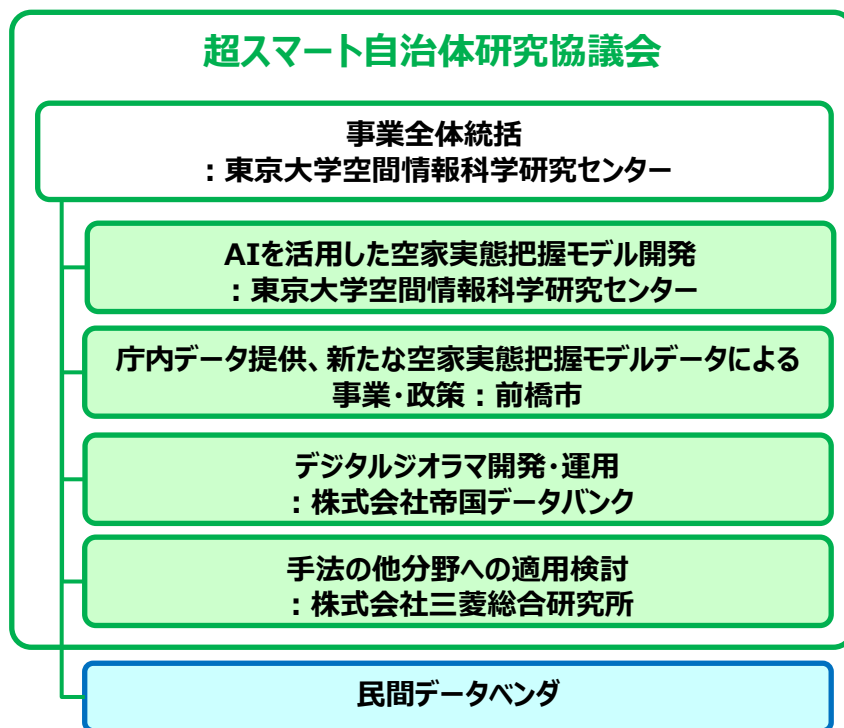 超スマート自治体研究協議会
事業全体統括
：東京大学空間情報科学研究センター
AIを活用した空家実態把握モデル開発
：東京大学空間情報科学研究センター
庁内データ提供、新たな空家実態把握モデルデータによる
事業・政策：前橋市
デジタルジオラマ開発・運用
：株式会社帝国データバンク
手法の他分野への適用検討
：株式会社三菱総合研究所
民間データベンダ